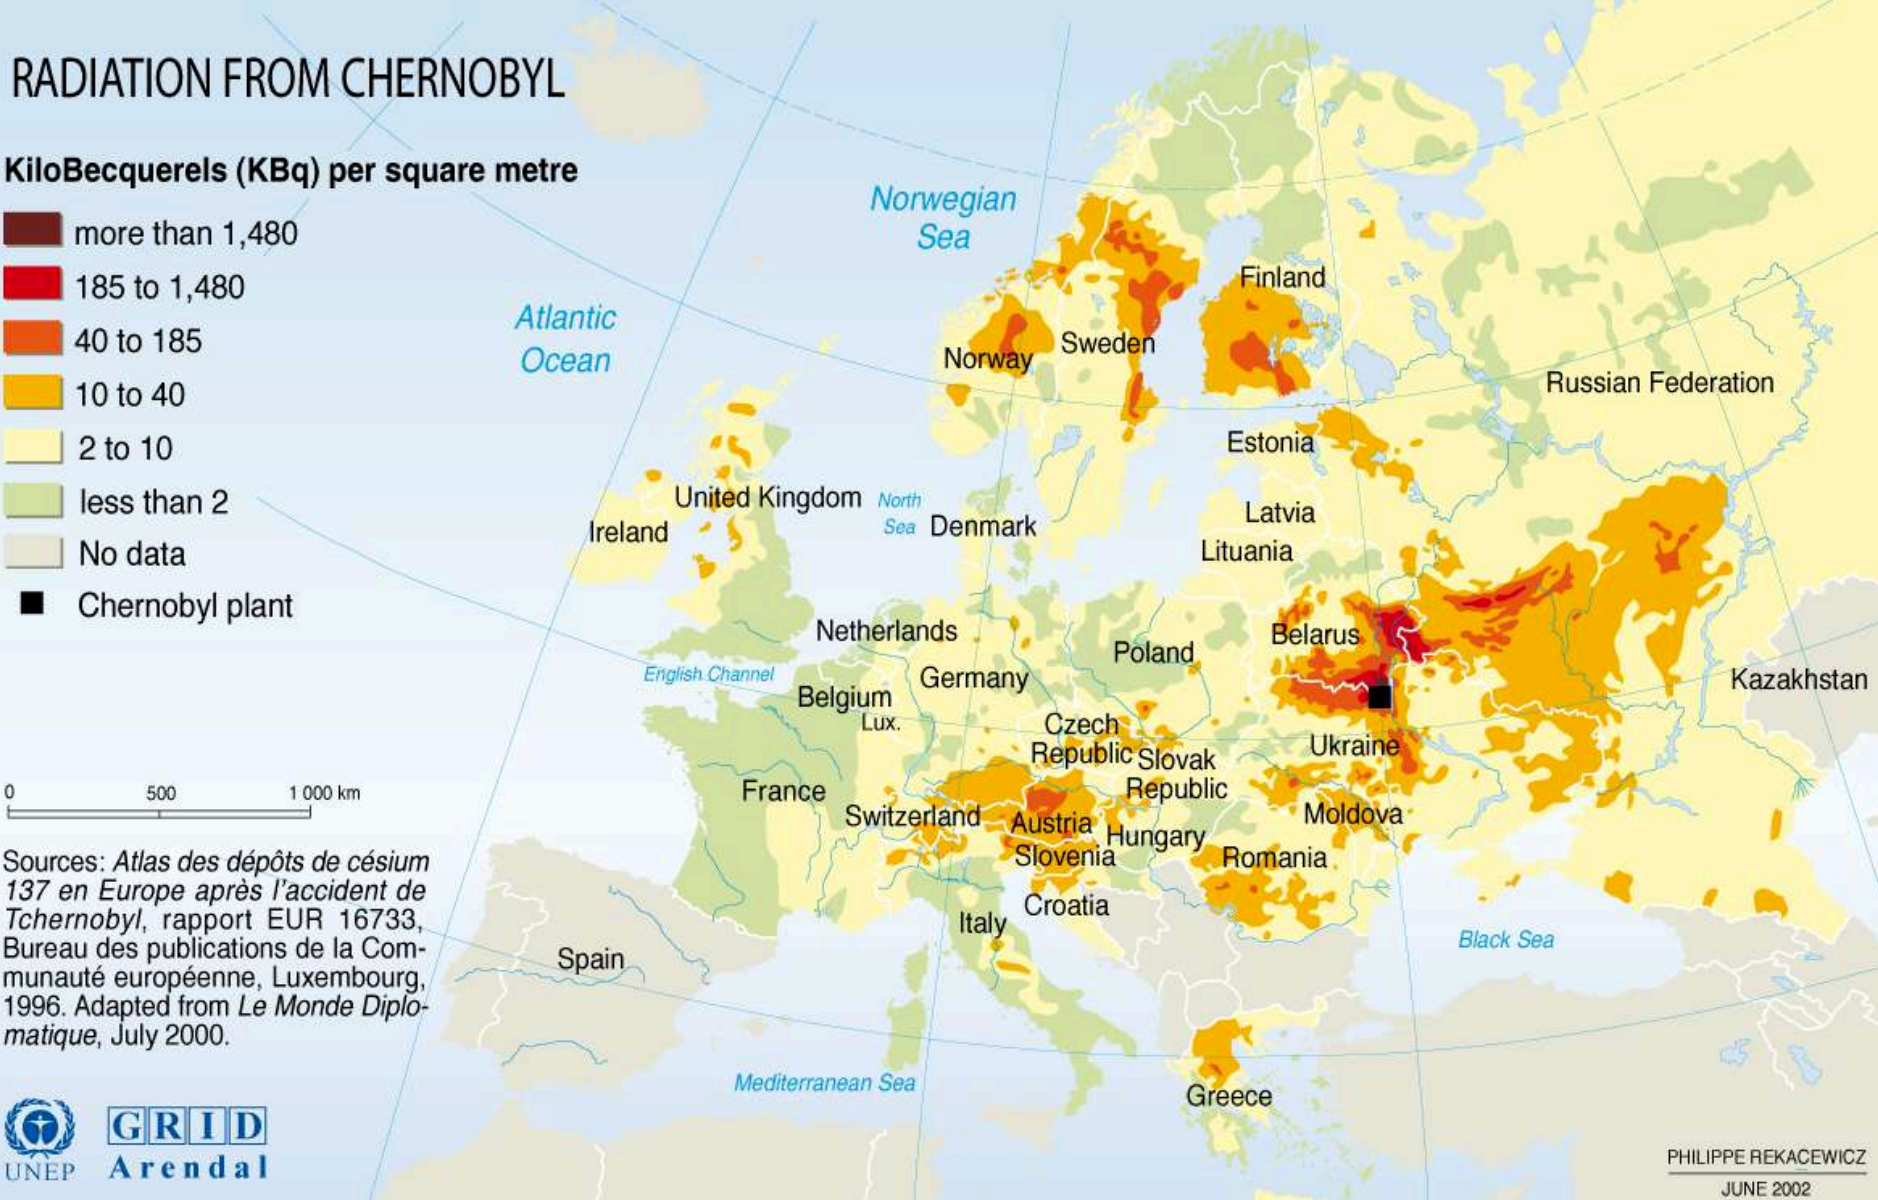 RADIATION FROM CHERNOBYL
KiloBecquerels (KBq) per square metre
more than 1,480
185 to 1,480
40 to 185
10 to 40
2 to 10
less than 2
No data
Chernobyl plant
Norwegian
Sea
Atlantic
Ocean
Finland
Norway
Sweden
Russian Federation
Estonia
United Kingdom
North
Sea
Denmark
Ireland
Latvia
Lituania
Netherlands
Belarus
Poland
English Channel
Germany
Kazakhstan
Belgium
Lux.
Czech
Republic
Slovak
Republic
Ukraine
France
Switzerland
Austria
Hungary
Moldova
Slovenia
Romania
Croatia
Italy
Spain
Black Sea
Mediterranean Sea
Greece
0 500 1 000 km
Sources: Atlas des dépôts de césium
137 en Europe après l'accident de
Tchernobyl, rapport EUR 16733,
Bureau des publications de la Com-
munauté européenne, Luxembourg,
1996. Adapted from Le Monde Diplo-
matique, July 2000.
UNEP
GRID
Arendal
PHILIPPE REKACEWICZ
JUNE 2002